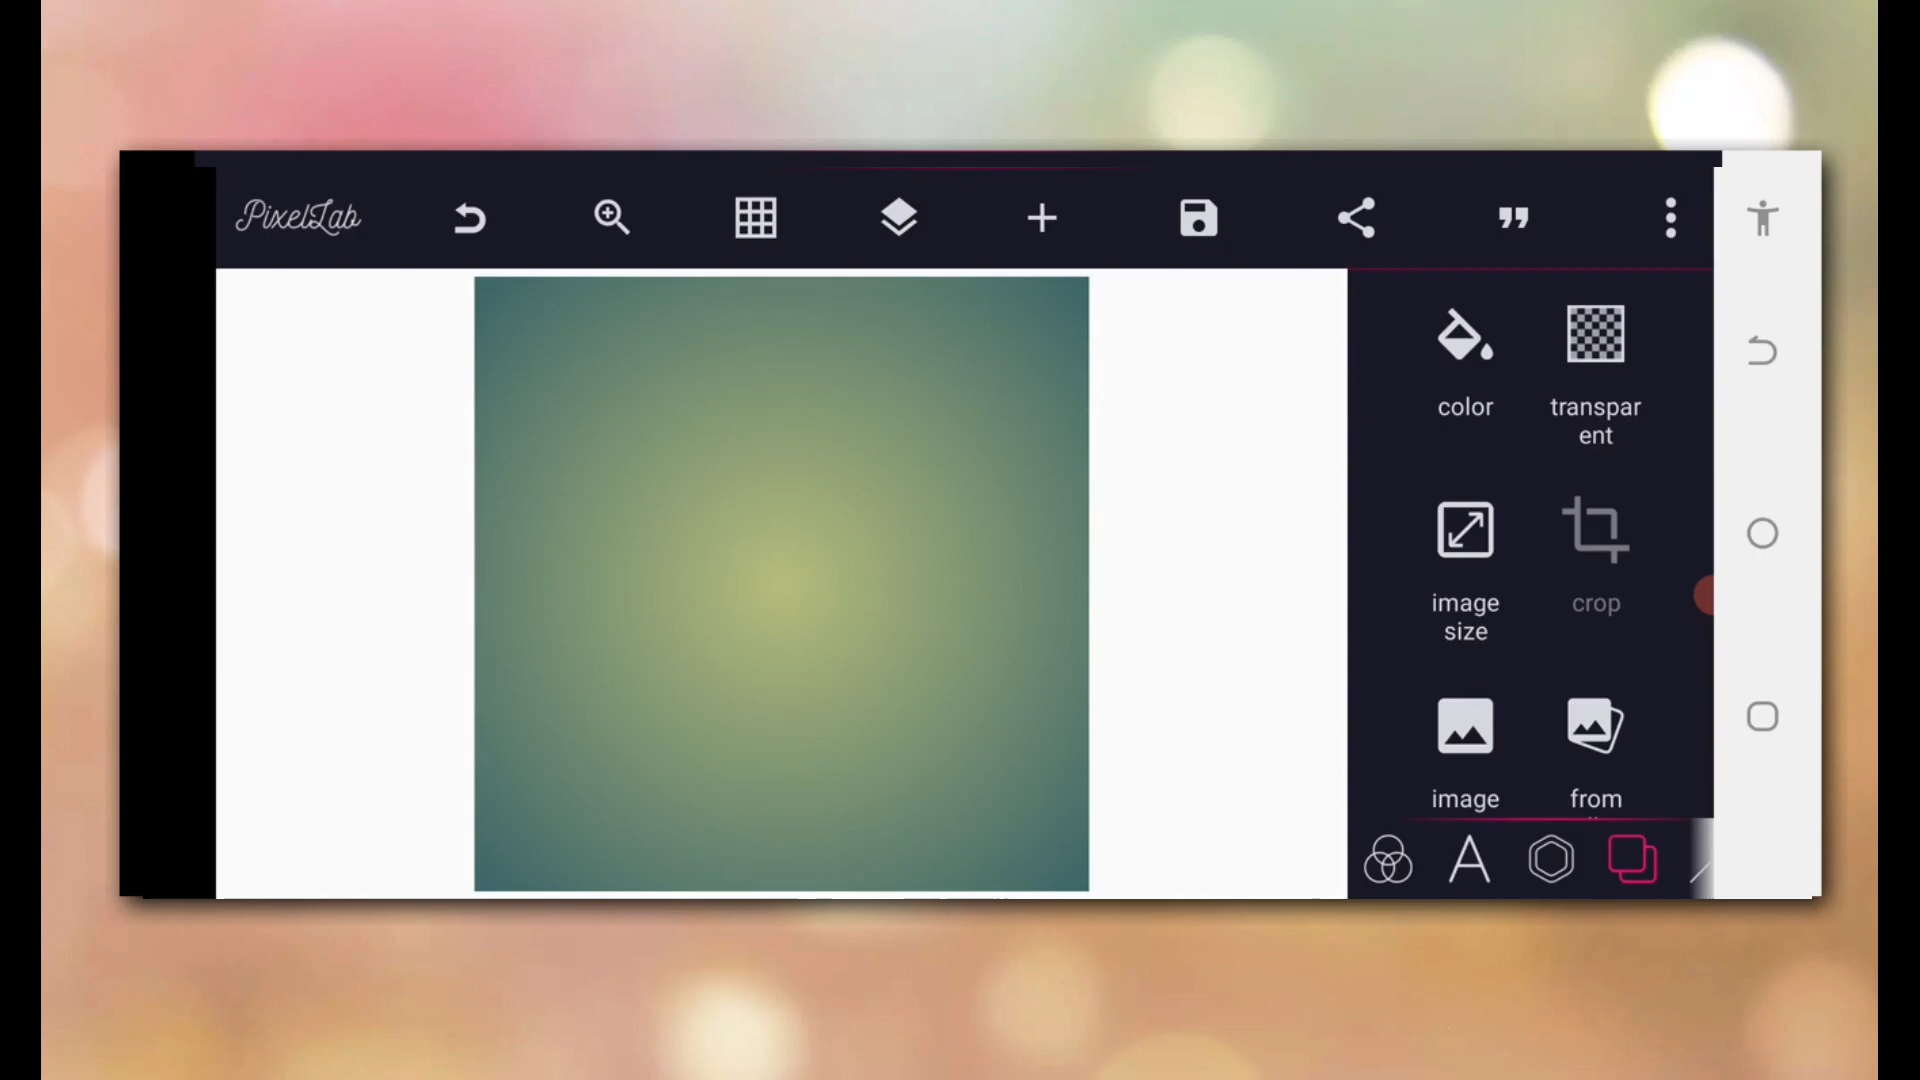 PixelLab
color
transpar
ent
image
size
crop
image
from